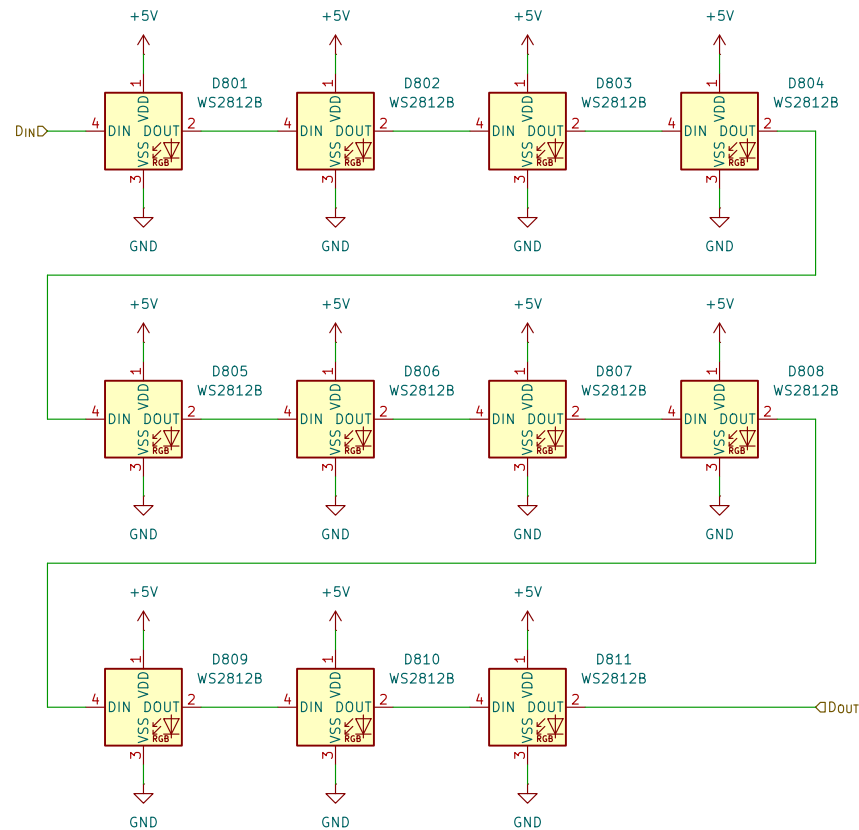 +5V +5V +5V +5V
1 D801 1 D802 1 D803 1 D804
VDD WS2812B VDD WS2812B VDD WS2812B VDD WS2812B
DIN 4 DIN DOUT 2 4 DIN DOUT 2 4 DIN DOUT 2 4 DIN DOUT 2
VSS RGB VSS RGB VSS RGB VSS RGB
3 3 3 3
GND GND GND GND
+5V +5V +5V +5V
1 D805 1 D806 1 D807 1 D808
VDD WS2812B VDD WS2812B VDD WS2812B VDD WS2812B
4 DIN DOUT 2 4 DIN DOUT 2 4 DIN DOUT 2 4 DIN DOUT 2
VSS RGB VSS RGB VSS RGB VSS RGB
3 3 3 3
GND GND GND GND
+5V +5V +5V
1 D809 1 D810 1 D811
VDD WS2812B VDD WS2812B VDD WS2812B
4 DIN DOUT 2 4 DIN DOUT 2 4 DIN DOUT 2 DOUT
VSS RGB VSS RGB VSS RGB
3 3 3
GND GND GND